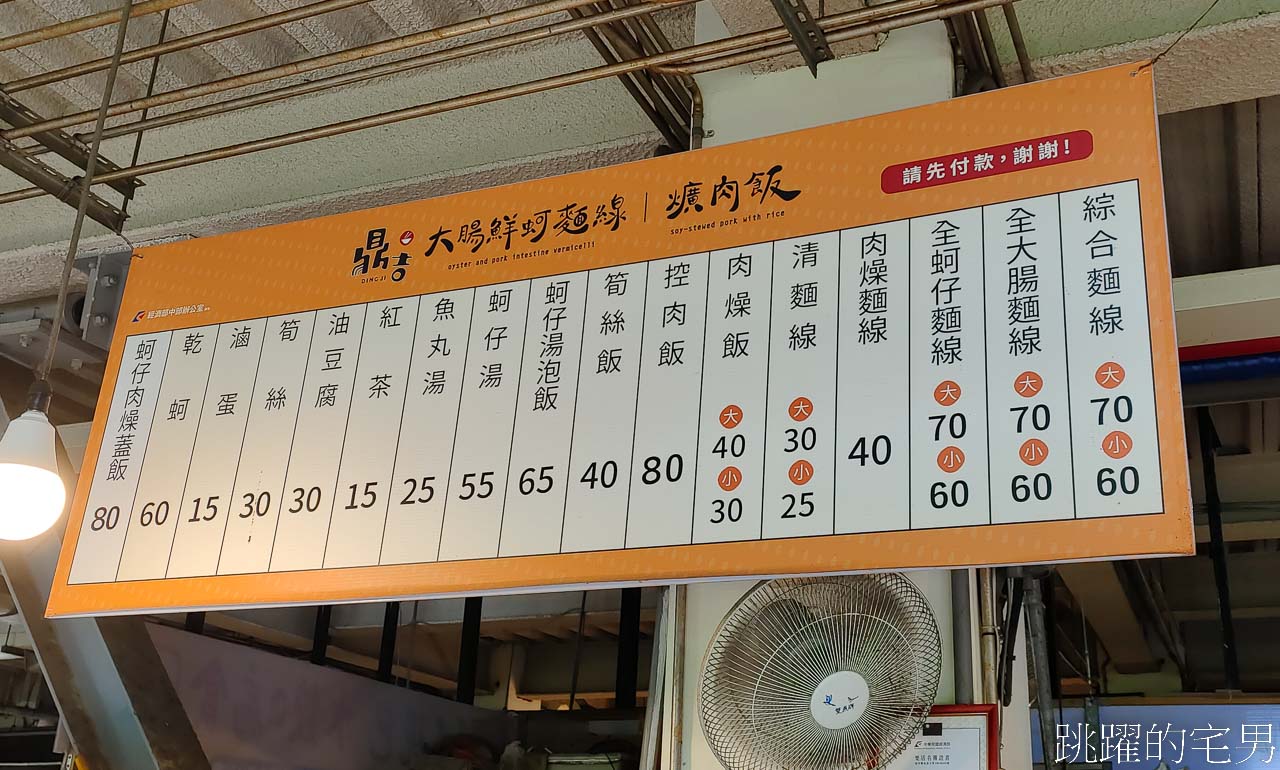 鼎吉
DINGJI
大腸鮮蚵麵線｜爌肉飯
oyster and pork intestine vermicelli
soy-stewed pork with rice
請先付款，謝謝！
經濟部中部辦公室
綜合麵線 大 70 小 60
全大腸麵線 大 70 小 60
全蚵仔麵線 大 70 小 60
肉燥麵線 40
清麵線 大 30 小 25
肉燥飯 大 40 小 30
控肉飯 80
筍絲飯 40
蚵仔湯泡飯 65
蚵仔湯 55
魚丸湯 25
紅茶 15
油豆腐 30
筍絲 30
滷蛋 15
乾蚵 60
蚵仔肉燥蓋飯 80
跳躍的宅男